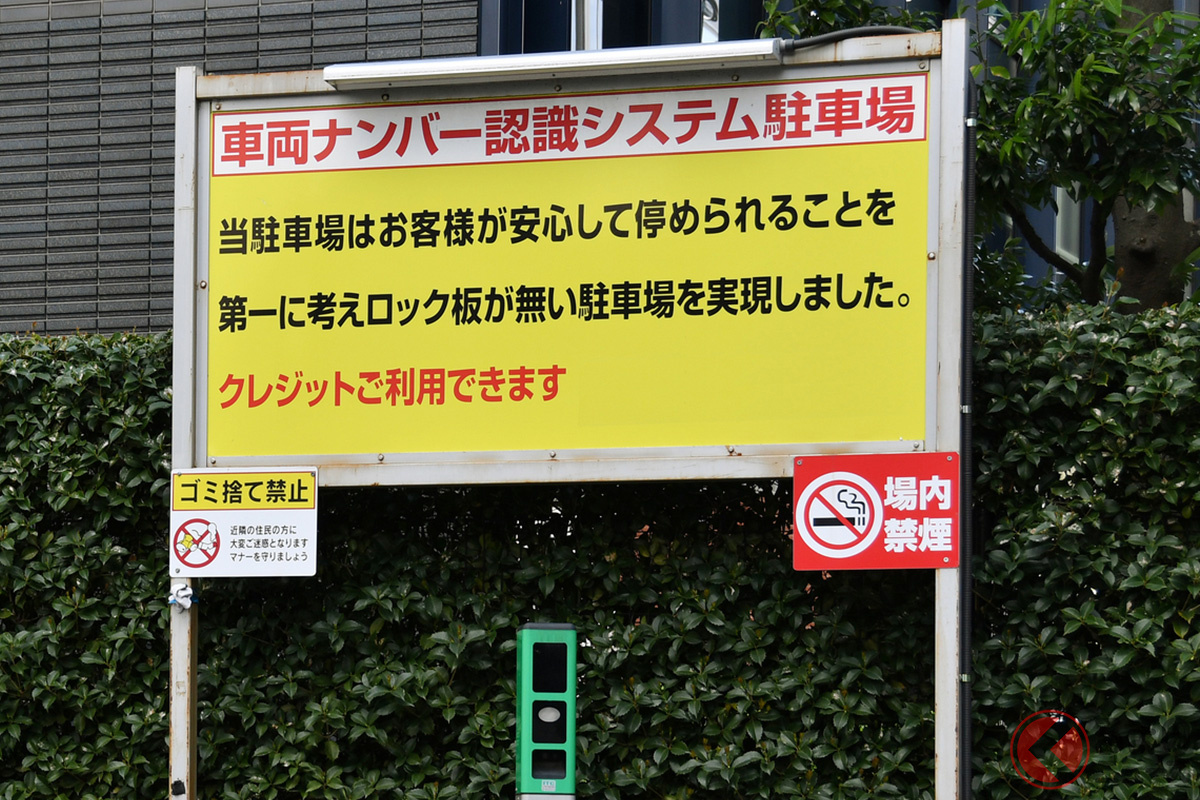 車両ナンバー認識システム駐車場
当駐車場はお客様が安心して停められることを
第一に考えロック板が無い駐車場を実現しました。
クレジットご利用できます
ゴミ捨て禁止
近隣の住民の方に
大変ご迷惑となります
マナーを守りましょう
場内
禁煙